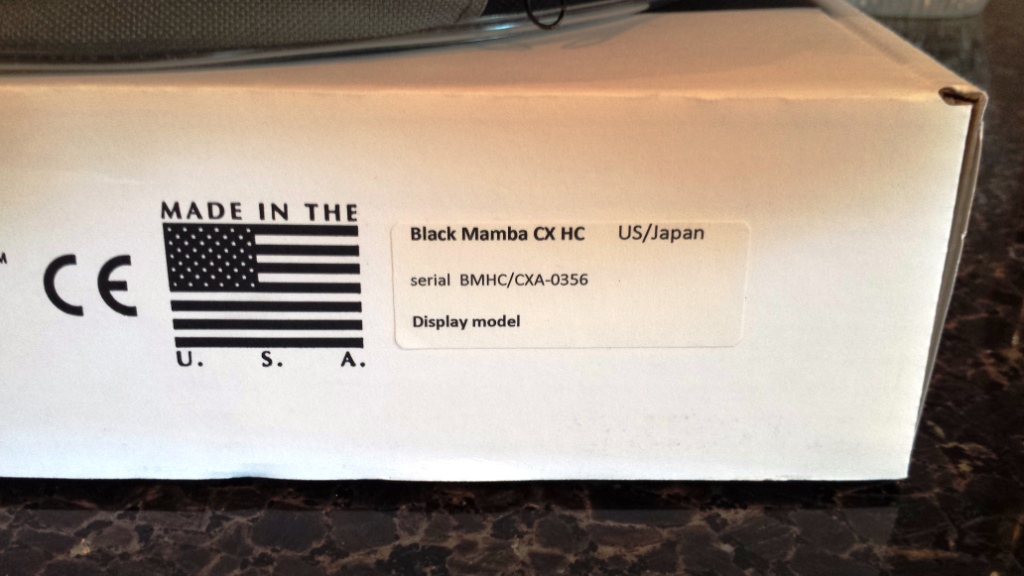 M
CE
MADE IN THE
U. S. A.
Black Mamba CX HC US/Japan
serial BMHC/CXA-0356
Display model